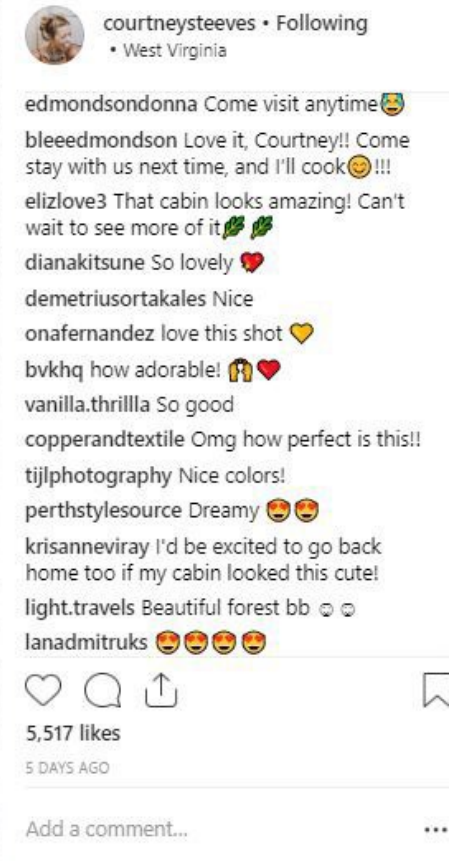 courtneysteeves • Following
• West Virginia
edmondsondonna Come visit anytime😂
bleeedmondson Love it, Courtney!! Come
stay with us next time, and I'll cook😊!!!
elizlove3 That cabin looks amazing! Can't
wait to see more of it🌿 🌿
dianakitsune So lovely 💖
demetriusortakales Nice
onafernandez love this shot 💛
bvkhq how adorable! 🙌❤
vanilla.thrillla So good
copperandtextile Omg how perfect is this!!
tijlphotography Nice colors!
perthstylesource Dreamy 😍😍
krisanneviray I'd be excited to go back
home too if my cabin looked this cute!
light.travels Beautiful forest bb ☺ ☺
lanadmitruks 😍😍😍😍
5,517 likes
5 DAYS AGO
Add a comment...